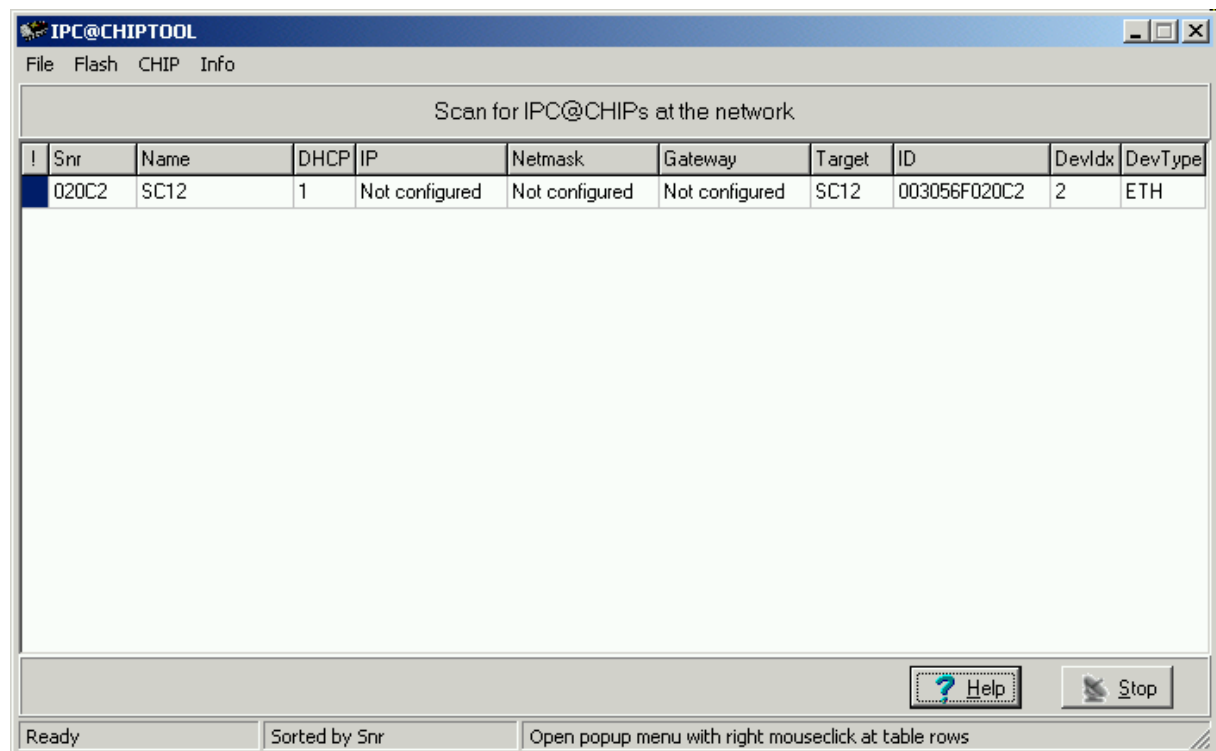 IPC@CHIPTOOL
File Flash CHIP Info
Scan for IPC@CHIPs at the network
! Snr Name DHCP IP Netmask Gateway Target ID DevIdx DevType
020C2 SC12 1 Not configured Not configured Not configured SC12 003056F020C2 2 ETH
? Help Stop
Ready Sorted by Snr Open popup menu with right mouseclick at table rows